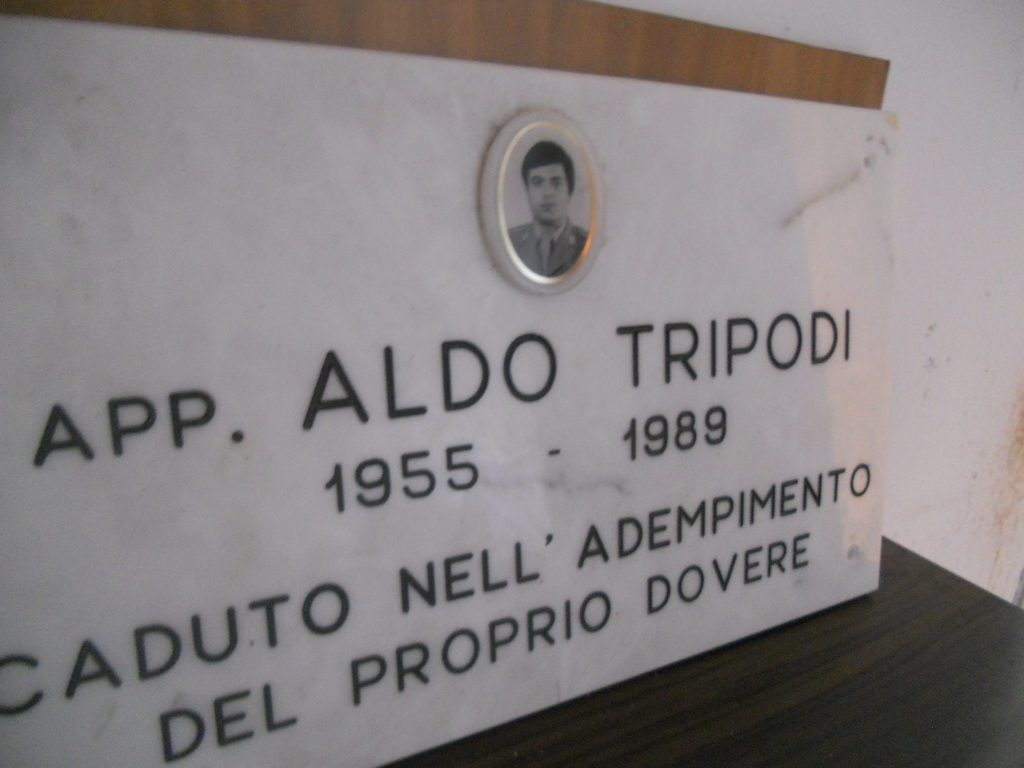 APP. ALDO TRIPODI
1955 - 1989
CADUTO NELL' ADEMPIMENTO
DEL PROPRIO DOVERE